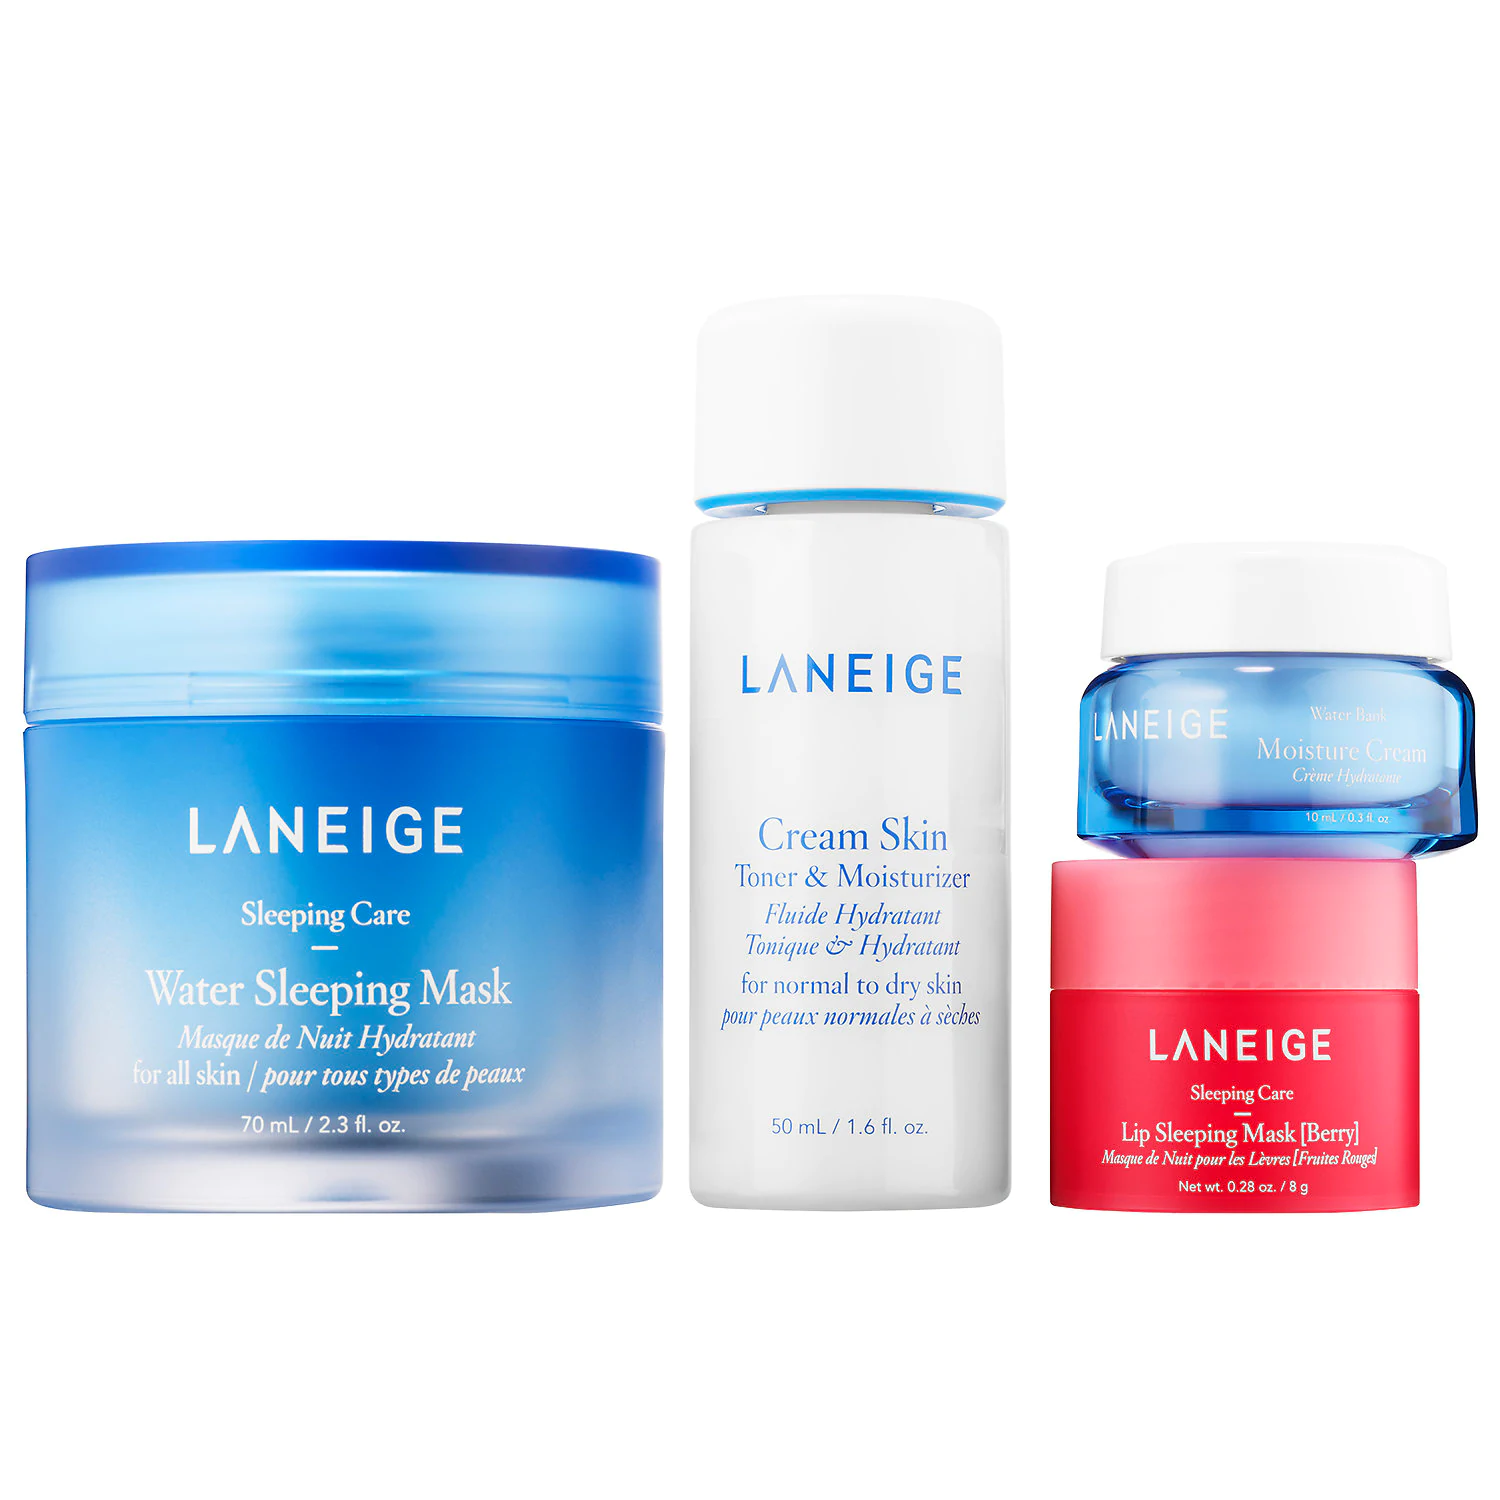 LANEIGE
Sleeping Care
Water Sleeping Mask
Masque de Nuit Hydratant
for all skin / pour tous types de peaux
70 mL / 2.3 fl. oz.
LANEIGE
Cream Skin
Toner & Moisturizer
Fluide Hydratant
Tonique & Hydratant
for normal to dry skin
pour peaux normales à sèches
50 mL / 1.6 fl. oz.
LANEIGE
Water Bank
Moisture Cream
Crème Hydratante
10 mL / 0.3 fl. oz
LANEIGE
Sleeping Care
Lip Sleeping Mask [Berry]
Masque de Nuit pour les Lèvres [Fruites Rouges]
Net wt. 0.28 oz. / 8 g